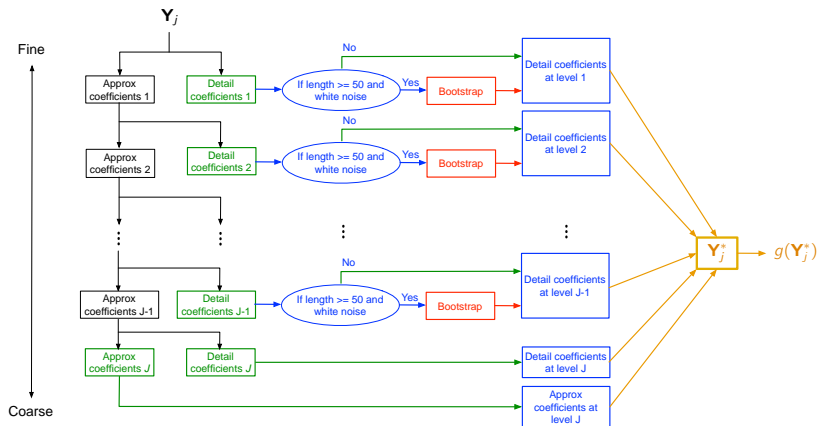 Y_j
Fine
No
Approx
coefficients 1
Detail
coefficients 1
If length >= 50 and
white noise
Yes
Bootstrap
Detail coefficients
at level 1
No
Approx
coefficients 2
Detail
coefficients 2
If length >= 50 and
white noise
Yes
Bootstrap
Detail coefficients
at level 2
⋮
⋮
⋮
⋮
No
Approx
coefficients J-1
Detail
coefficients J-1
If length >= 50 and
white noise
Yes
Bootstrap
Detail coefficients
at level J-1
Y*_j
g(Y*_j)
Approx
coefficients J
Detail
coefficients J
Detail coefficients
at level J
Coarse
Approx
coefficients at
level J